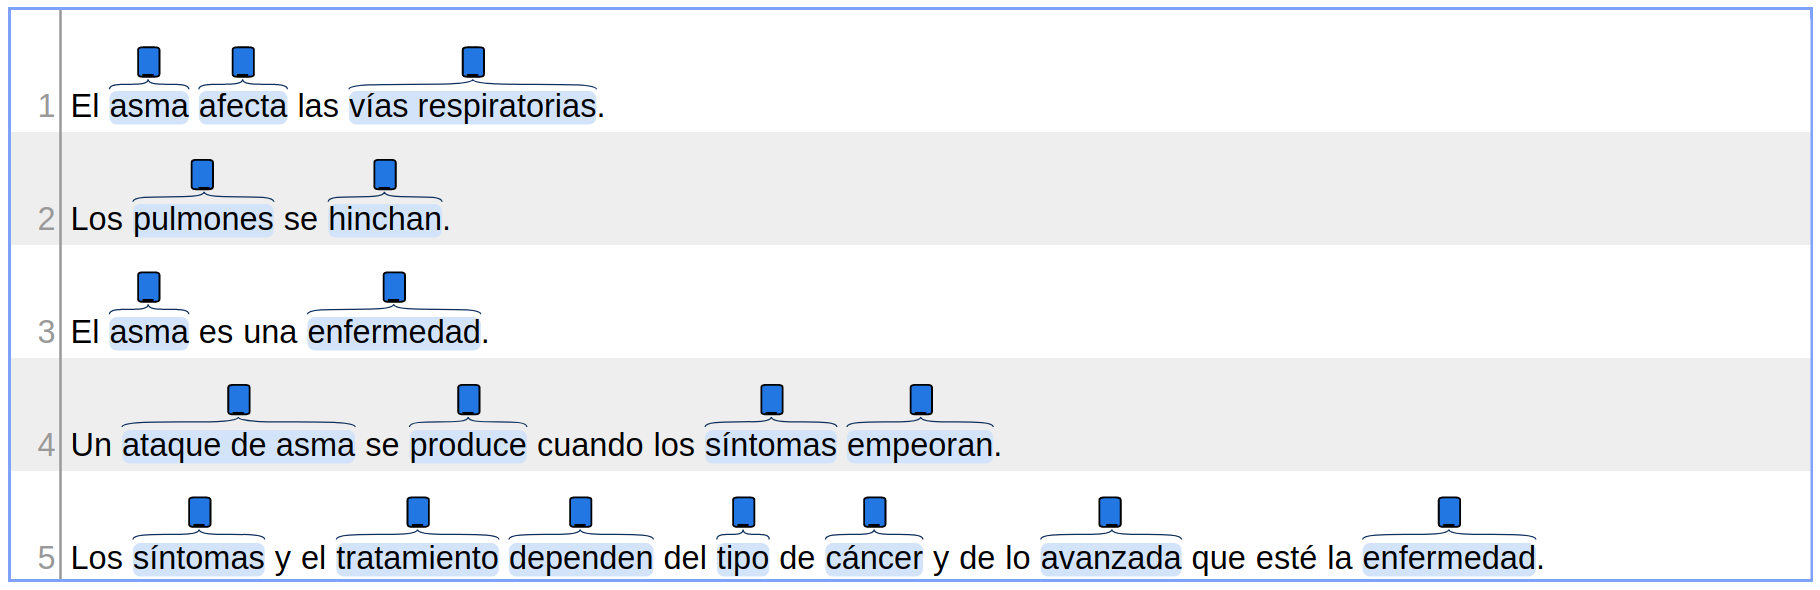 1 El asma afecta las vías respiratorias.
2 Los pulmones se hinchan.
3 El asma es una enfermedad.
4 Un ataque de asma se produce cuando los síntomas empeoran.
5 Los síntomas y el tratamiento dependen del tipo de cáncer y de lo avanzada que esté la enfermedad.